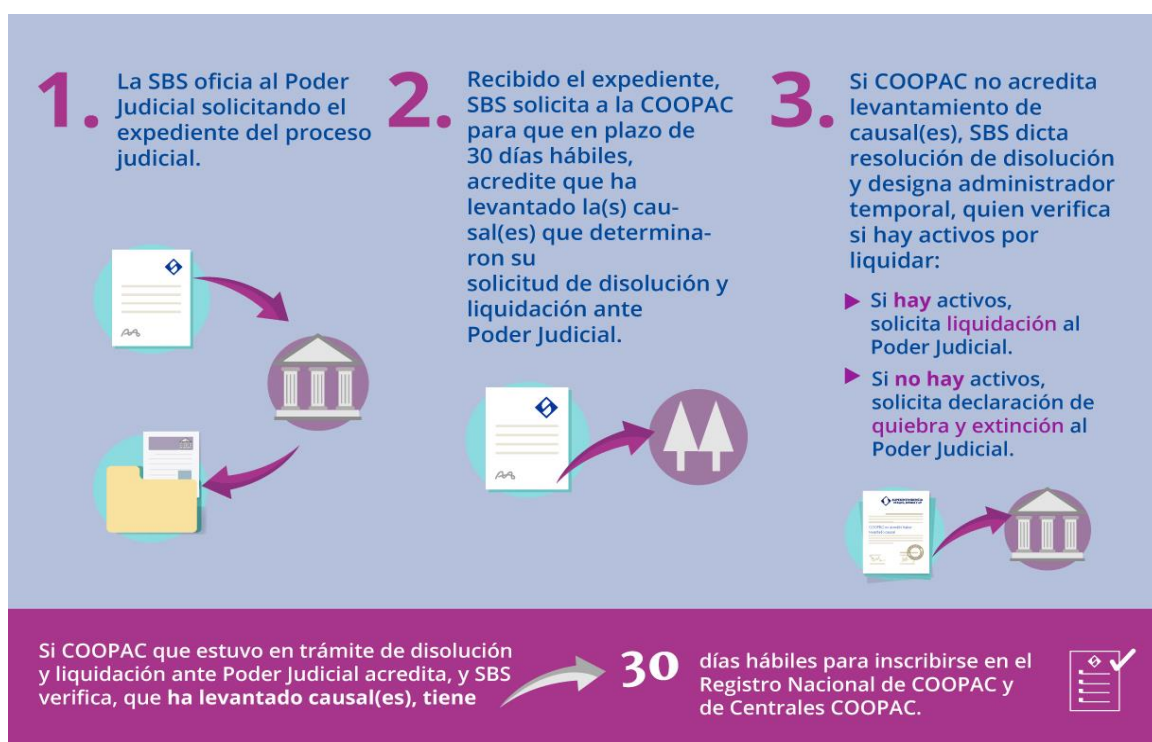 1.
La SBS oficia al Poder
Judicial solicitando el
expediente del proceso
judicial.
2.
Recibido el expediente,
SBS solicita a la COOPAC
para que en plazo de
30 días hábiles,
acredite que ha
levantado la(s) cau-
sal(es) que determina-
ron su
solicitud de disolución y
liquidación ante
Poder Judicial.
3.
Si COOPAC no acredita
levantamiento de
causal(es), SBS dicta
resolución de disolución
y designa administrador
temporal, quien verifica
si hay activos por
liquidar:
Si hay activos,
solicita liquidación al
Poder Judicial.
Si no hay activos,
solicita declaración de
quiebra y extinción al
Poder Judicial.
SUPERINTENDENCIA
Si COOPAC que estuvo en trámite de disolución
y liquidación ante Poder Judicial acredita, y SBS
verifica, que ha levantado causal(es), tiene
30
días hábiles para inscribirse en el
Registro Nacional de COOPAC y
de Centrales COOPAC.